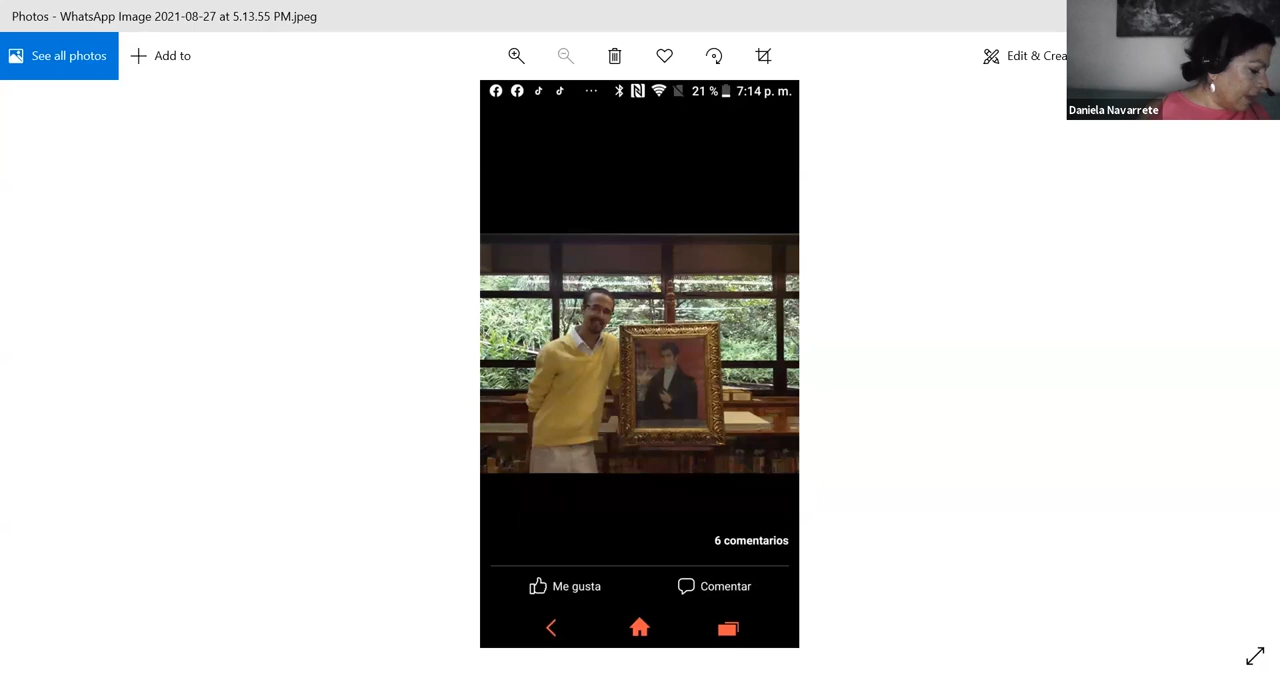 Photos - WhatsApp Image 2021-08-27 at 5.13.55 PM.jpeg
See all photos
Add to
Edit & Crea
Daniela Navarrete
21 % 7:14 p. m.
6 comentarios
Me gusta
Comentar